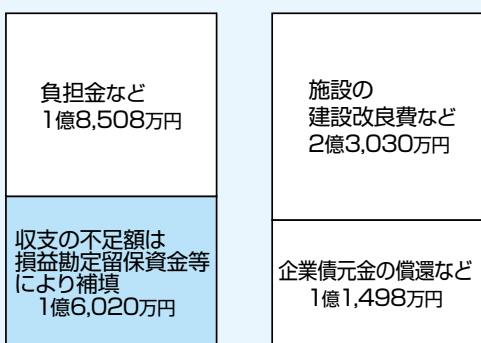 負担金など
1億8,508万円
収支の不足額は
損益勘定留保資金等
により補填
1億6,020万円
施設の
建設改良費など
2億3,030万円
企業債元金の償還など
1億1,498万円